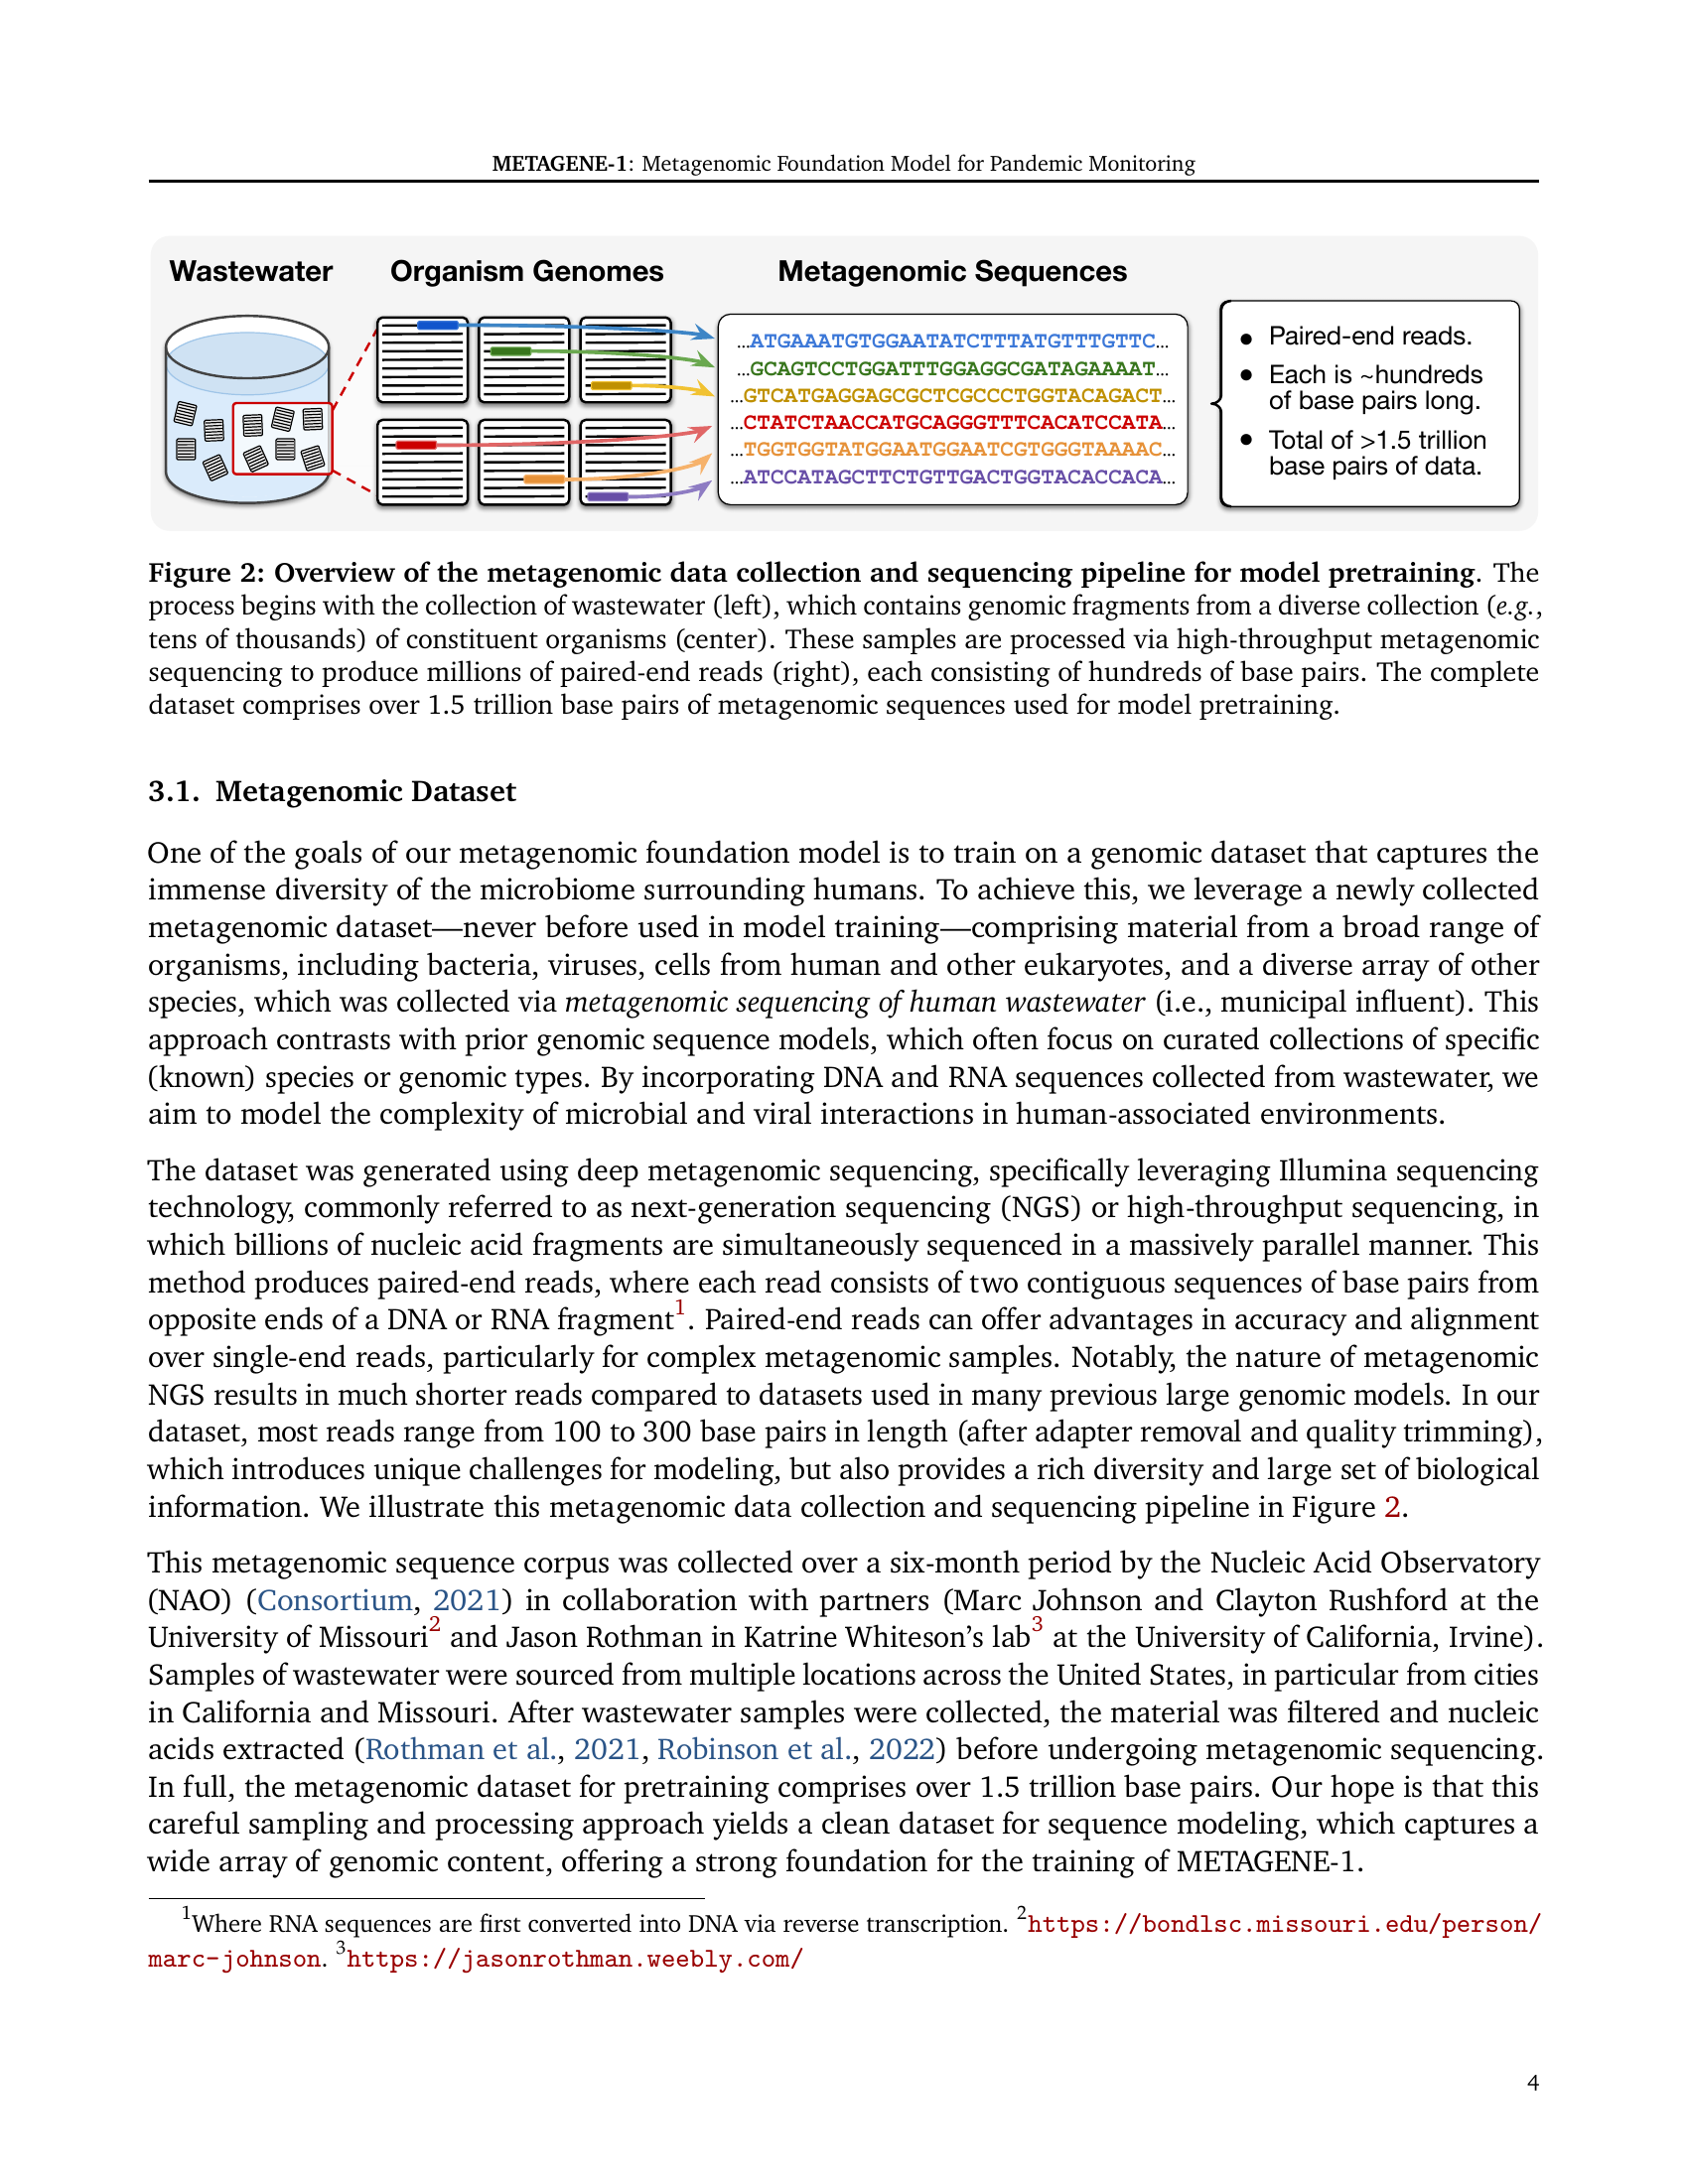 METAGENE-1: Metagenomic Foundation Model for Pandemic Monitoring
Wastewater
Organism Genomes
Metagenomic Sequences
...ATGAAATGTGGAATATCTTTATGTTTGTTC...
...GCAGTCCTGGATTTGGAGGCGATAGAAAAT...
...GTCATGAGGAGCGCTCGCCCTGGTACAGACT...
...CTATCTAACCATGCAGGGTTTCACATCCATA...
...TGGTGGTATGGAATGGAATCGTGGGTAAAAC...
...ATCCATAGCTTCTGTTGACTGGTACACCACA...
● Paired-end reads.
● Each is ~hundreds
of base pairs long.
● Total of >1.5 trillion
base pairs of data.
Figure 2: Overview of the metagenomic data collection and sequencing pipeline for model pretraining. The
process begins with the collection of wastewater (left), which contains genomic fragments from a diverse collection (e.g.,
tens of thousands) of constituent organisms (center). These samples are processed via high-throughput metagenomic
sequencing to produce millions of paired-end reads (right), each consisting of hundreds of base pairs. The complete
dataset comprises over 1.5 trillion base pairs of metagenomic sequences used for model pretraining.
3.1. Metagenomic Dataset
One of the goals of our metagenomic foundation model is to train on a genomic dataset that captures the
immense diversity of the microbiome surrounding humans. To achieve this, we leverage a newly collected
metagenomic dataset—never before used in model training—comprising material from a broad range of
organisms, including bacteria, viruses, cells from human and other eukaryotes, and a diverse array of other
species, which was collected via metagenomic sequencing of human wastewater (i.e., municipal influent). This
approach contrasts with prior genomic sequence models, which often focus on curated collections of specific
(known) species or genomic types. By incorporating DNA and RNA sequences collected from wastewater, we
aim to model the complexity of microbial and viral interactions in human-associated environments.
The dataset was generated using deep metagenomic sequencing, specifically leveraging Illumina sequencing
technology, commonly referred to as next-generation sequencing (NGS) or high-throughput sequencing, in
which billions of nucleic acid fragments are simultaneously sequenced in a massively parallel manner. This
method produces paired-end reads, where each read consists of two contiguous sequences of base pairs from
opposite ends of a DNA or RNA fragment1. Paired-end reads can offer advantages in accuracy and alignment
over single-end reads, particularly for complex metagenomic samples. Notably, the nature of metagenomic
NGS results in much shorter reads compared to datasets used in many previous large genomic models. In our
dataset, most reads range from 100 to 300 base pairs in length (after adapter removal and quality trimming),
which introduces unique challenges for modeling, but also provides a rich diversity and large set of biological
information. We illustrate this metagenomic data collection and sequencing pipeline in Figure 2.
This metagenomic sequence corpus was collected over a six-month period by the Nucleic Acid Observatory
(NAO) (Consortium, 2021) in collaboration with partners (Marc Johnson and Clayton Rushford at the
University of Missouri2 and Jason Rothman in Katrine Whiteson's lab3 at the University of California, Irvine).
Samples of wastewater were sourced from multiple locations across the United States, in particular from cities
in California and Missouri. After wastewater samples were collected, the material was filtered and nucleic
acids extracted (Rothman et al., 2021, Robinson et al., 2022) before undergoing metagenomic sequencing.
In full, the metagenomic dataset for pretraining comprises over 1.5 trillion base pairs. Our hope is that this
careful sampling and processing approach yields a clean dataset for sequence modeling, which captures a
wide array of genomic content, offering a strong foundation for the training of METAGENE-1.
1Where RNA sequences are first converted into DNA via reverse transcription. 2https://bondlsc.missouri.edu/person/
marc-johnson. 3https://jasonrothman.weebly.com/
4